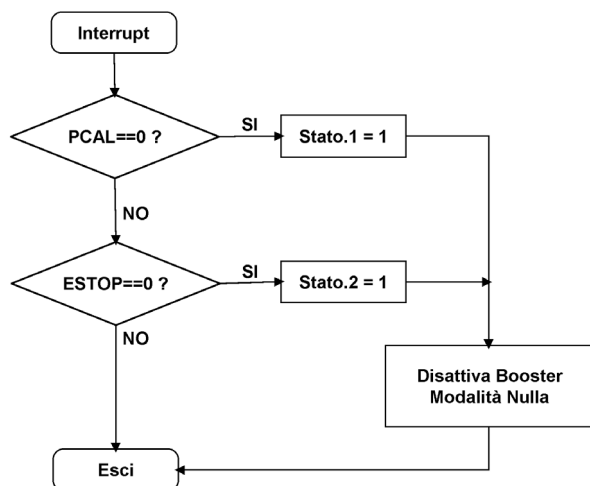 Interrupt
PCAL==0 ?
SI
Stato.1 = 1
NO
ESTOP==0 ?
SI
Stato.2 = 1
NO
Disattiva Booster
Modalità Nulla
Esci